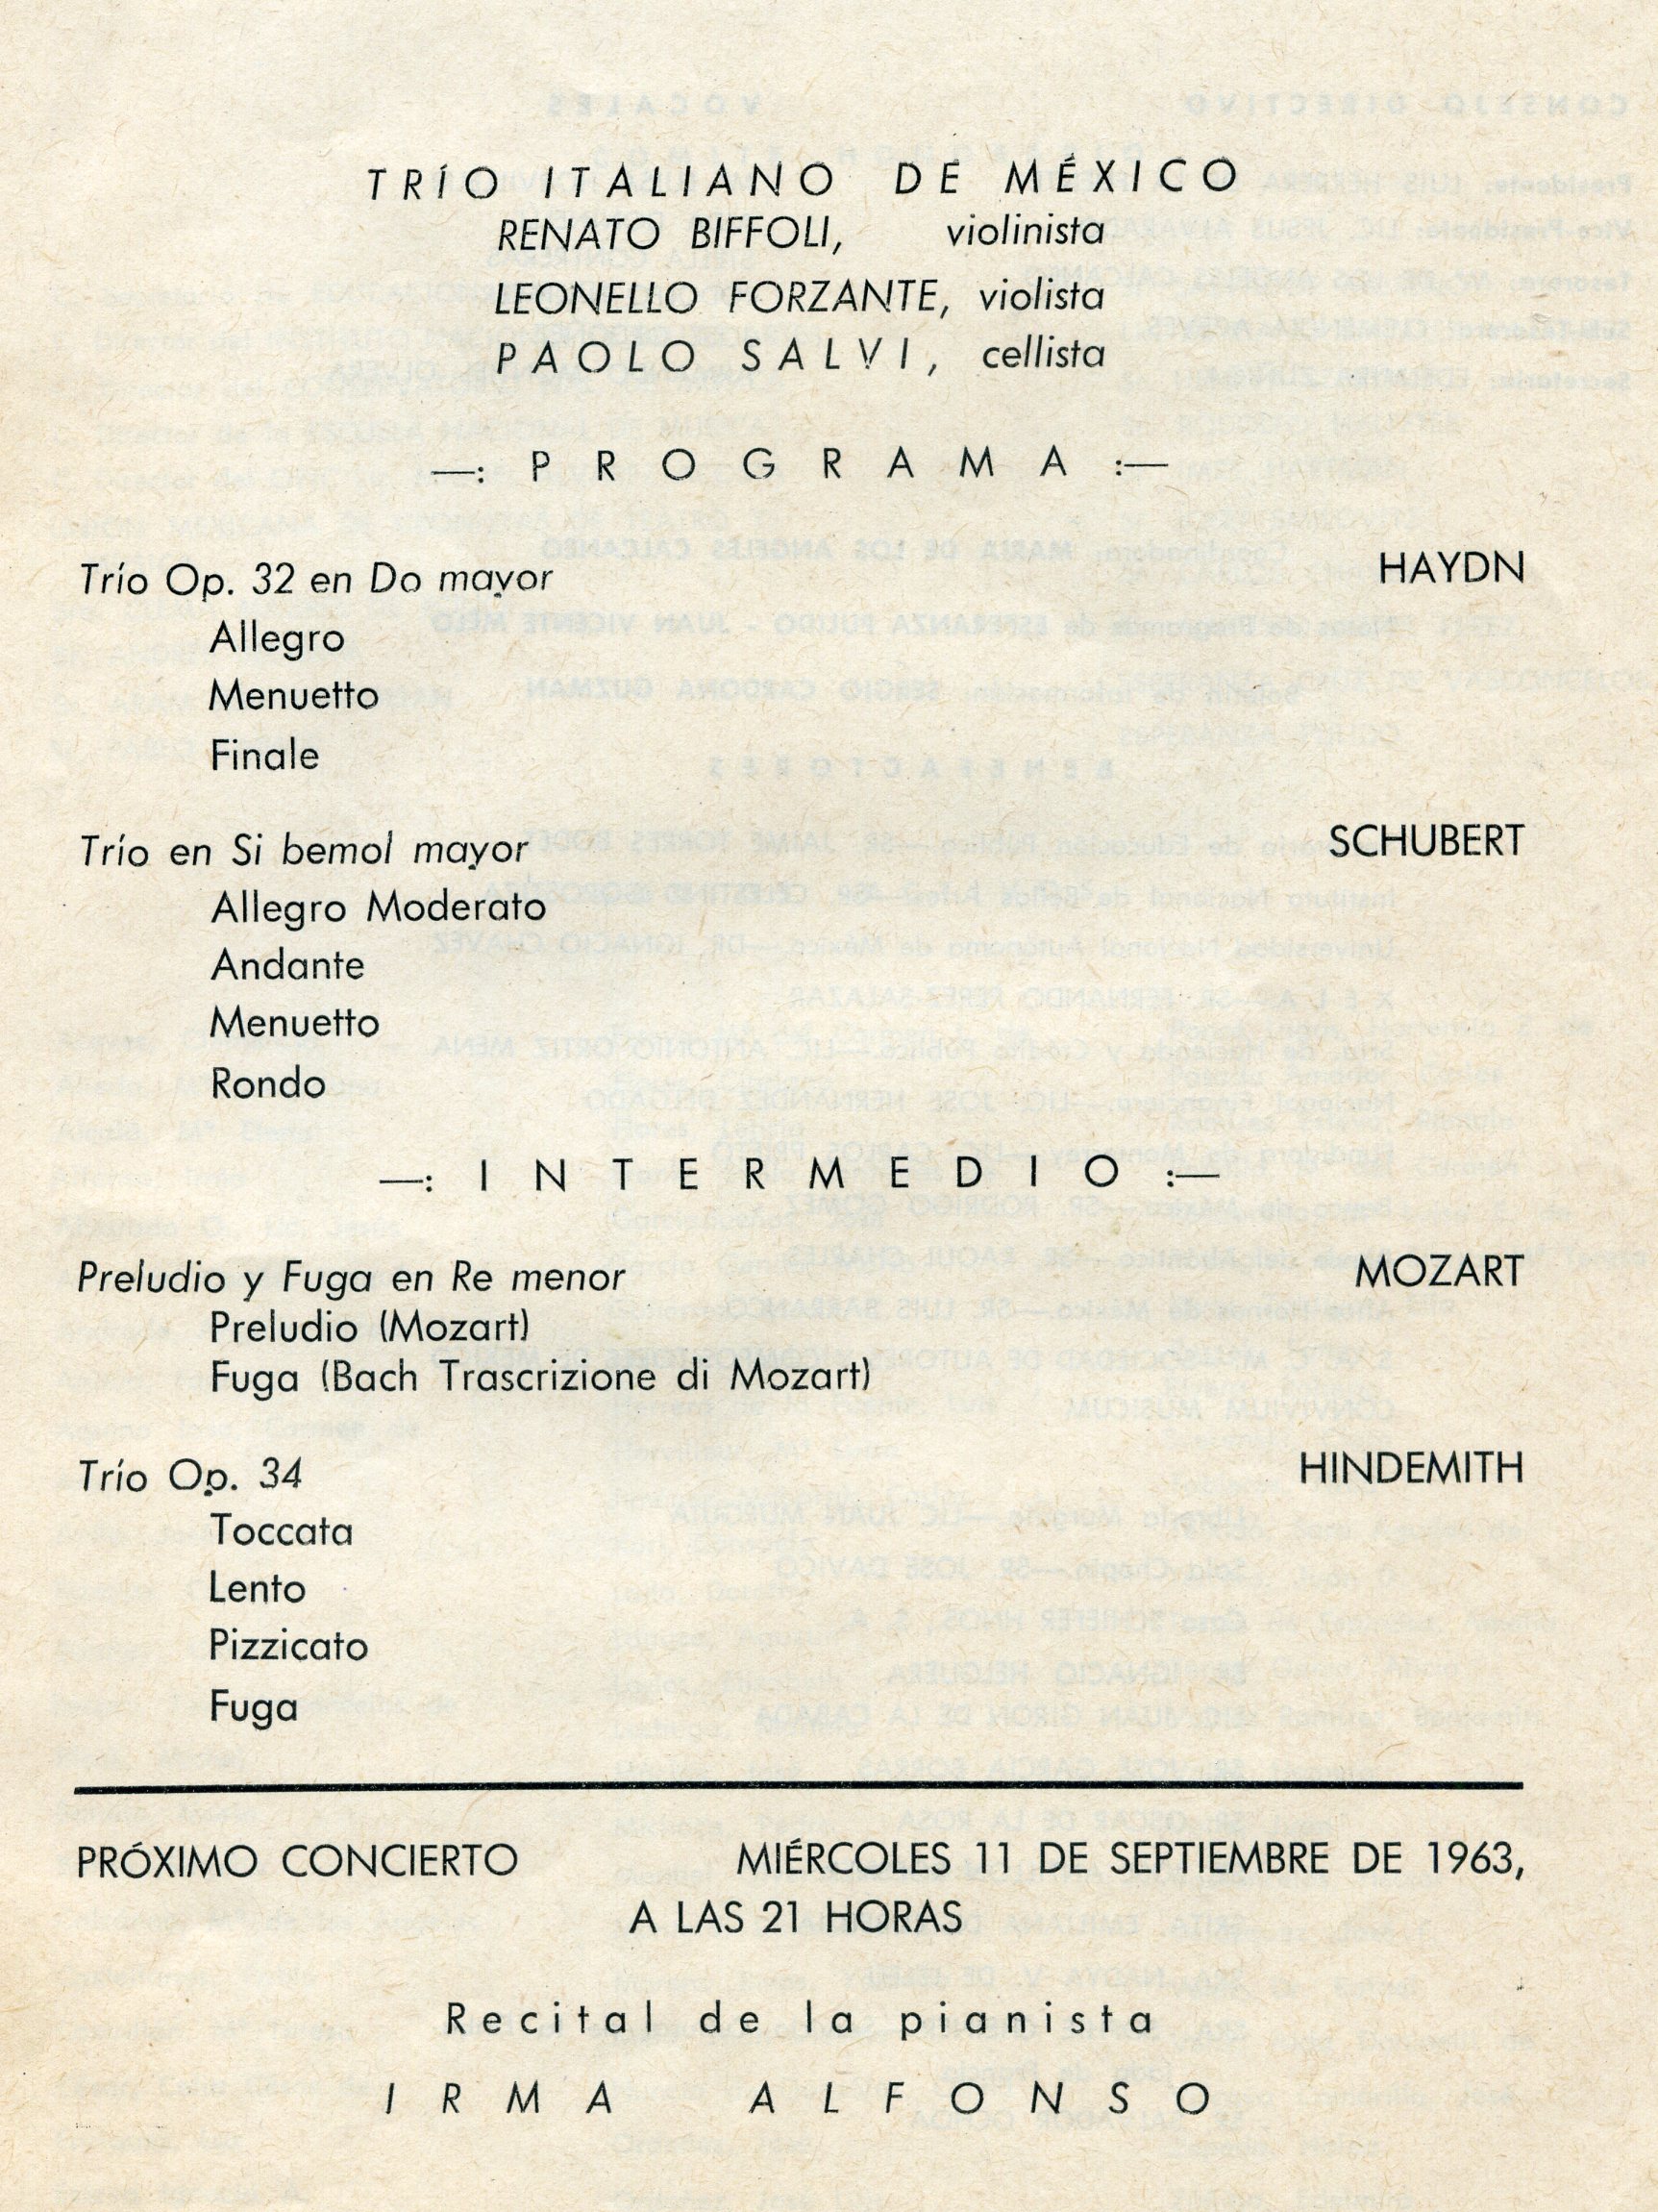 TRÍO ITALIANO DE MÉXICO
RENATO BIFFOLI, violinista
LEONELLO FORZANTE, violista
PAOLO SALVI, cellista
—: PROGRAMA :—
Trío Op. 32 en Do mayor HAYDN
Allegro
Menuetto
Finale
Trío en Si bemol mayor SCHUBERT
Allegro Moderato
Andante
Menuetto
Rondo
—: INTERMEDIO :—
Preludio y Fuga en Re menor MOZART
Preludio (Mozart)
Fuga (Bach Trascrizione di Mozart)
Trío Op. 34 HINDEMITH
Toccata
Lento
Pizzicato
Fuga
PRÓXIMO CONCIERTO MIÉRCOLES 11 DE SEPTIEMBRE DE 1963,
A LAS 21 HORAS
Recital de la pianista
IRMA ALFONSO